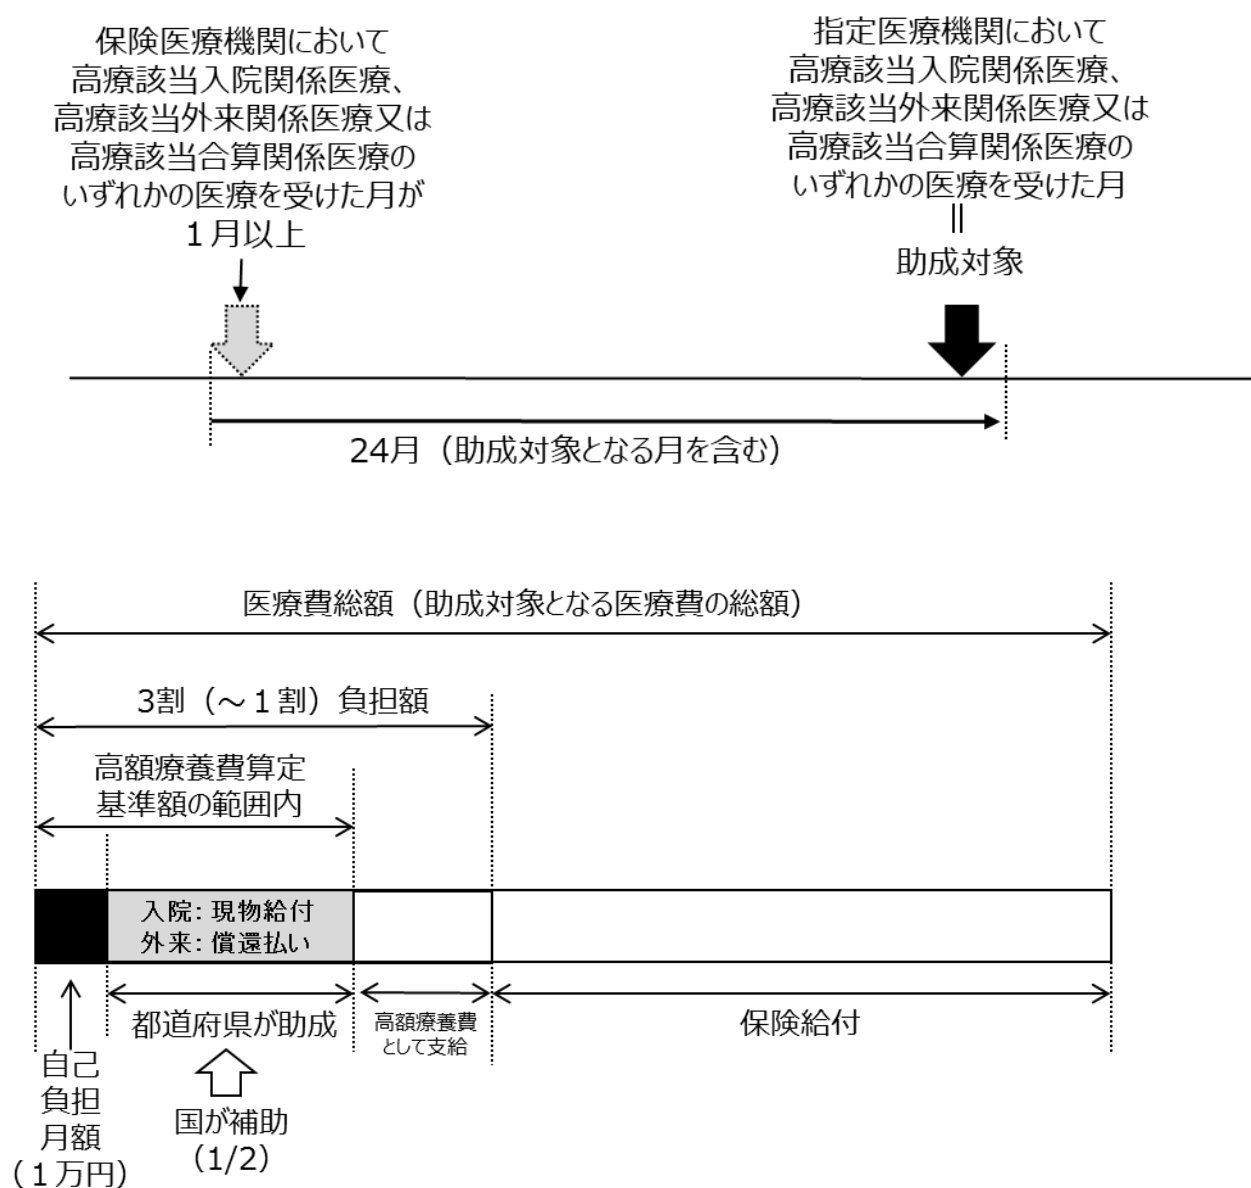 保険医療機関において
高療該当入院関係医療、
高療該当外来関係医療又は
高療該当合算関係医療の
いずれかの医療を受けた月が
１月以上
指定医療機関において
高療該当入院関係医療、
高療該当外来関係医療又は
高療該当合算関係医療の
いずれかの医療を受けた月
||
助成対象
24月（助成対象となる月を含む）
医療費総額（助成対象となる医療費の総額）
3割（～１割）負担額
高額療養費算定
基準額の範囲内
入院：現物給付
外来：償還払い
都道府県が助成
高額療養費
として支給
保険給付
自己
負担
月額
（１万円）
国が補助
（1/2）